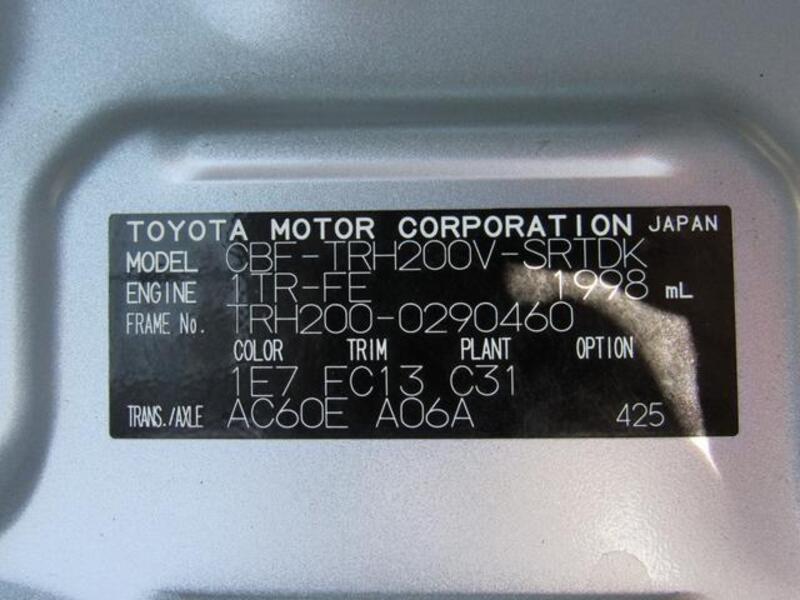 TOYOTA MOTOR CORPORATION JAPAN
MODEL CBF-TRH200V-SRTDK
ENGINE 1TR-FE 1998 mL
FRAME No. TRH200-0290460
COLOR TRIM PLANT OPTION
1E7 FC13 C31
TRANS./AXLE AC60E A06A 425